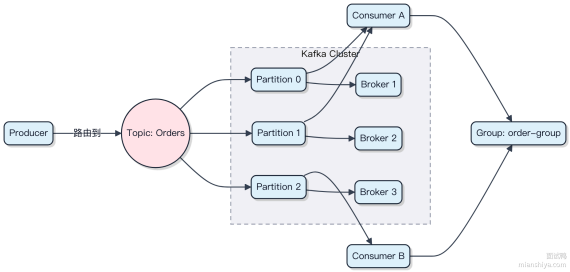 Consumer A
Kafka Cluster
Partition 0
Broker 1
Producer
路由到
Topic: Orders
Partition 1
Broker 2
Group: order-group
Partition 2
Broker 3
Consumer B
面试鸭
mianshiya.com